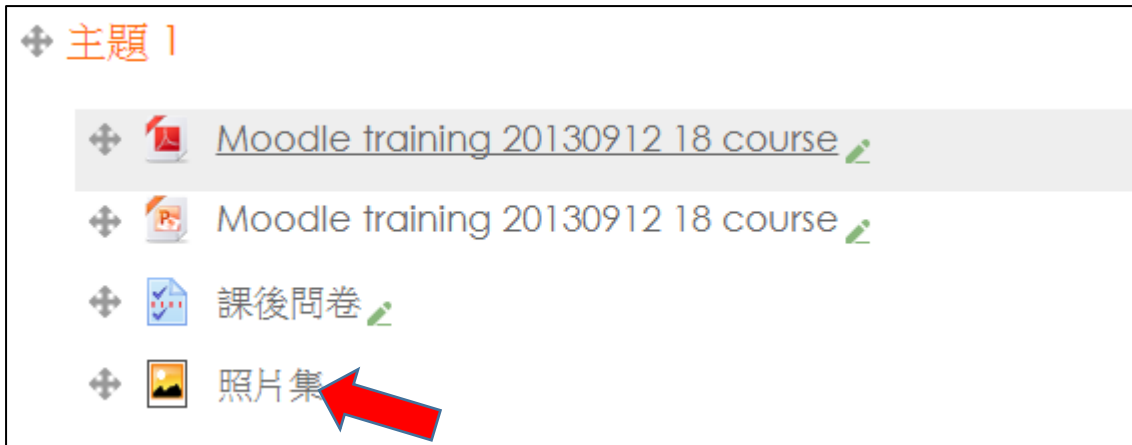 主題 1
Moodle training 20130912 18 course
Moodle training 20130912 18 course
課後問卷
照片集